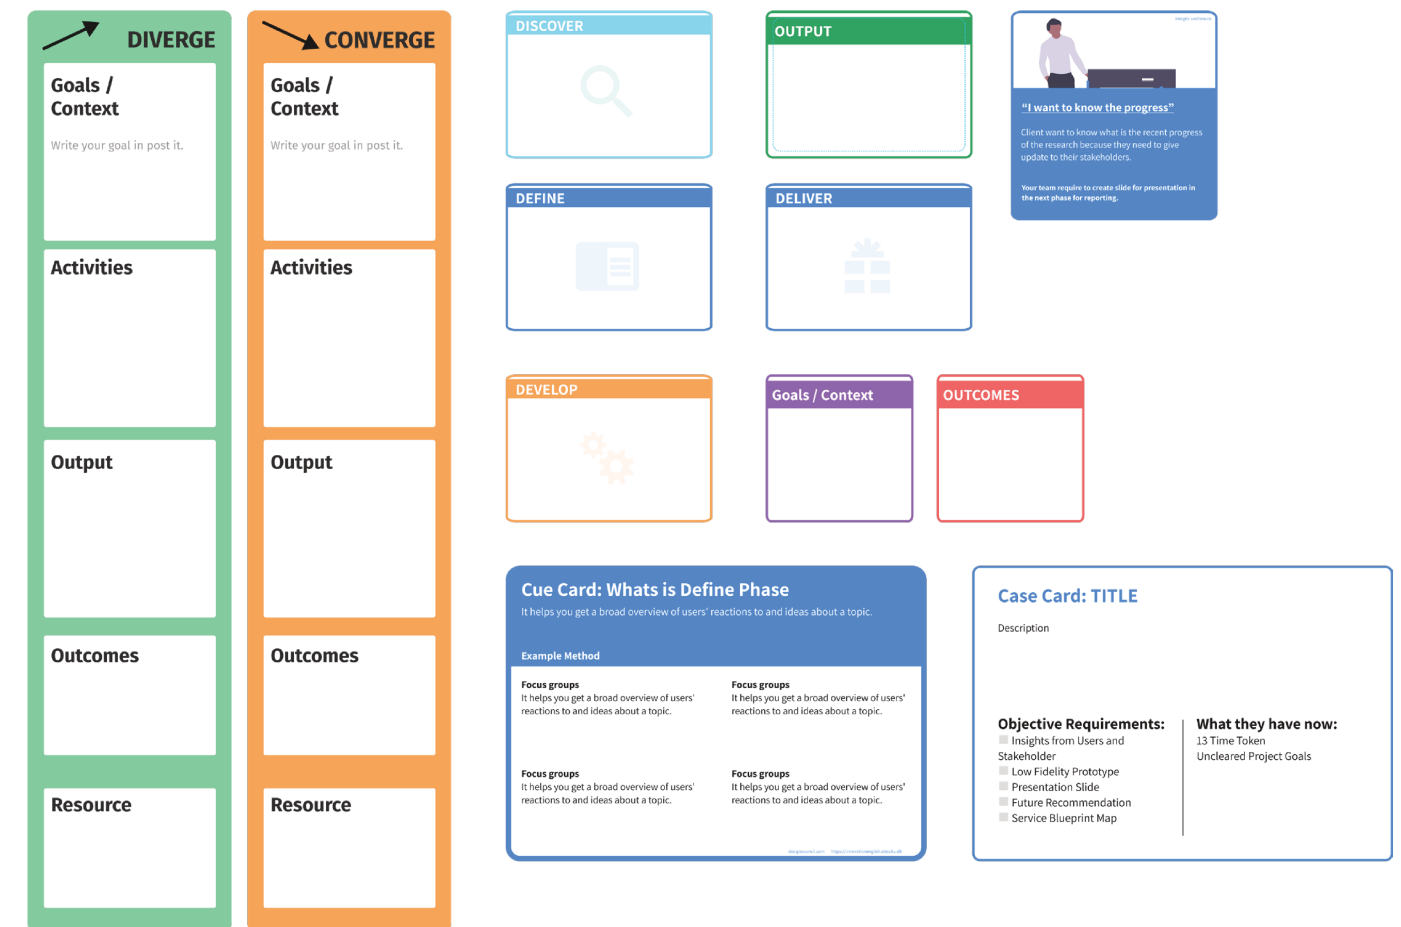 DIVERGE
Goals /
Context
Write your goal in post it.
Activities
Output
Outcomes
Resource
CONVERGE
Goals /
Context
Write your goal in post it.
Activities
Output
Outcomes
Resource
DISCOVER
OUTPUT
"I want to know the progress"
Client want to know what is the recent progress
of the research because they need to give
update to their stakeholders.
Your team require to create slide for presentation in
the next phase for reporting.
DEFINE
DELIVER
DEVELOP
Goals / Context
OUTCOMES
Cue Card: Whats is Define Phase
It helps you get a broad overview of users' reactions to and ideas about a topic.
Example Method
Focus groups
It helps you get a broad overview of users'
reactions to and ideas about a topic.
Focus groups
It helps you get a broad overview of users'
reactions to and ideas about a topic.
Focus groups
It helps you get a broad overview of users'
reactions to and ideas about a topic.
Focus groups
It helps you get a broad overview of users'
reactions to and ideas about a topic.
Case Card: TITLE
Description
Objective Requirements:
Insights from Users and
Stakeholder
Low Fidelity Prototype
Presentation Slide
Future Recommendation
Service Blueprint Map
What they have now:
13 Time Token
Uncleared Project Goals